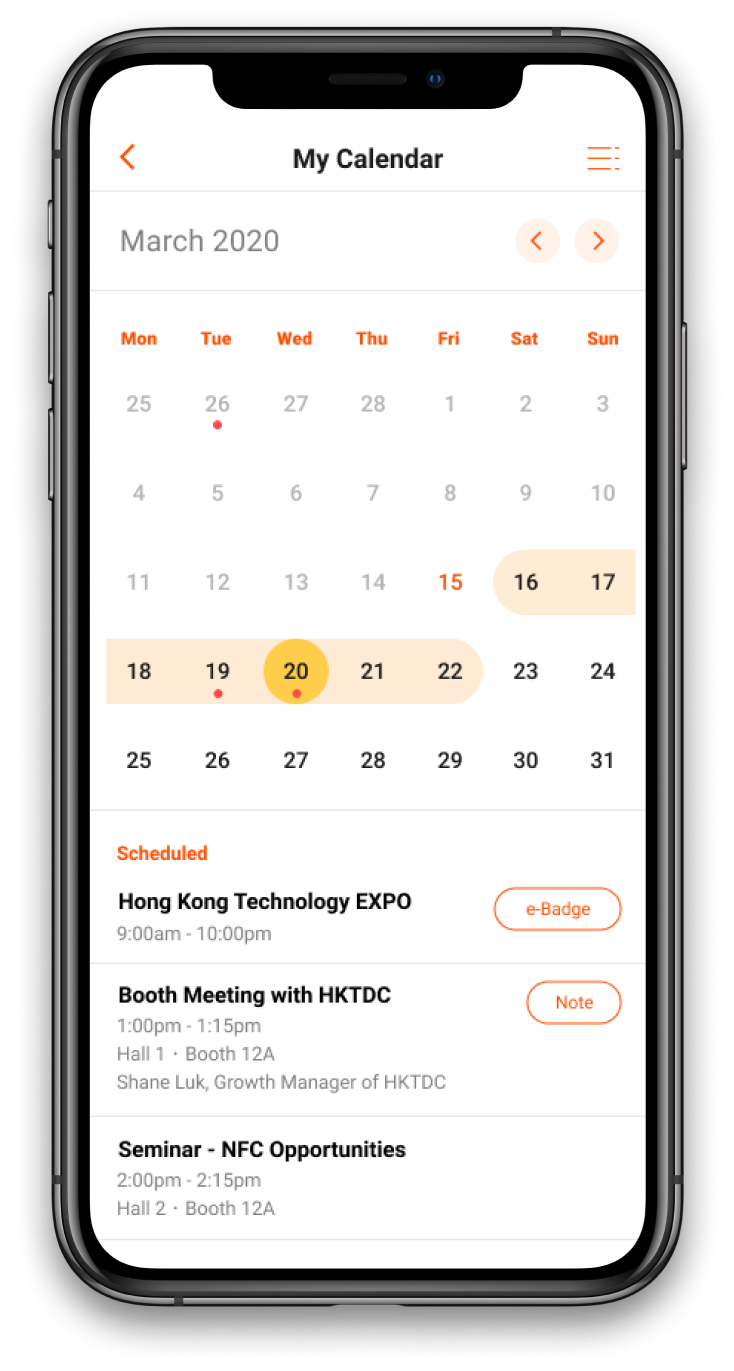 My Calendar
March 2020
Mon Tue Wed Thu Fri Sat Sun
25 26 27 28 1 2 3
4 5 6 7 8 9 10
11 12 13 14 15 16 17
18 19 20 21 22 23 24
25 26 27 28 29 30 31
Scheduled
Hong Kong Technology EXPO
e-Badge
9:00am - 10:00pm
Booth Meeting with HKTDC
Note
1:00pm - 1:15pm
Hall 1 · Booth 12A
Shane Luk, Growth Manager of HKTDC
Seminar - NFC Opportunities
2:00pm - 2:15pm
Hall 2 · Booth 12A